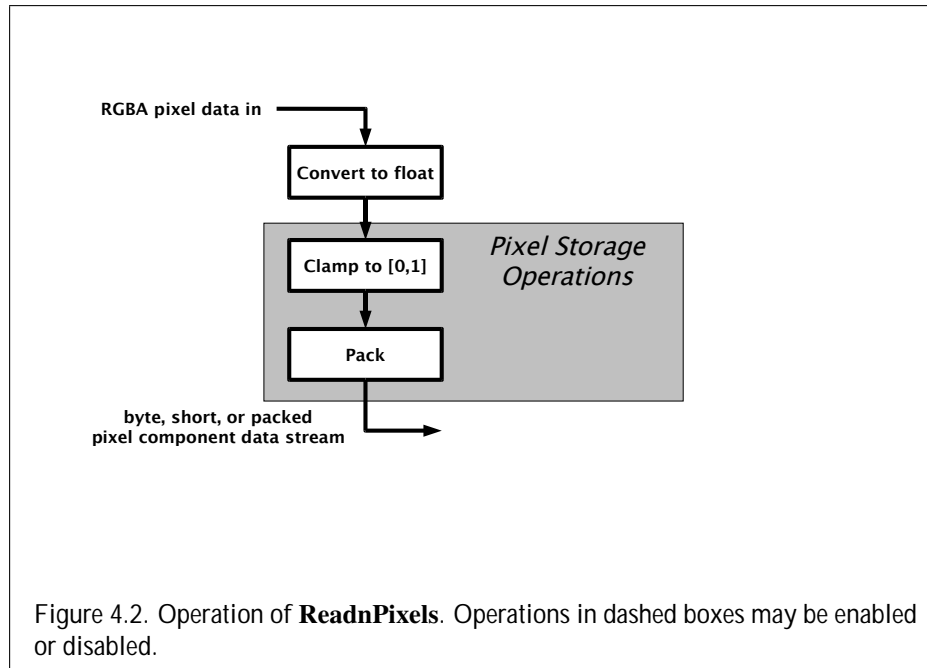 RGBA pixel data in
Convert to float
Pixel Storage
Operations
Clamp to [0,1]
Pack
byte, short, or packed
pixel component data stream
Figure 4.2. Operation of ReadnPixels. Operations in dashed boxes may be enabled
or disabled.